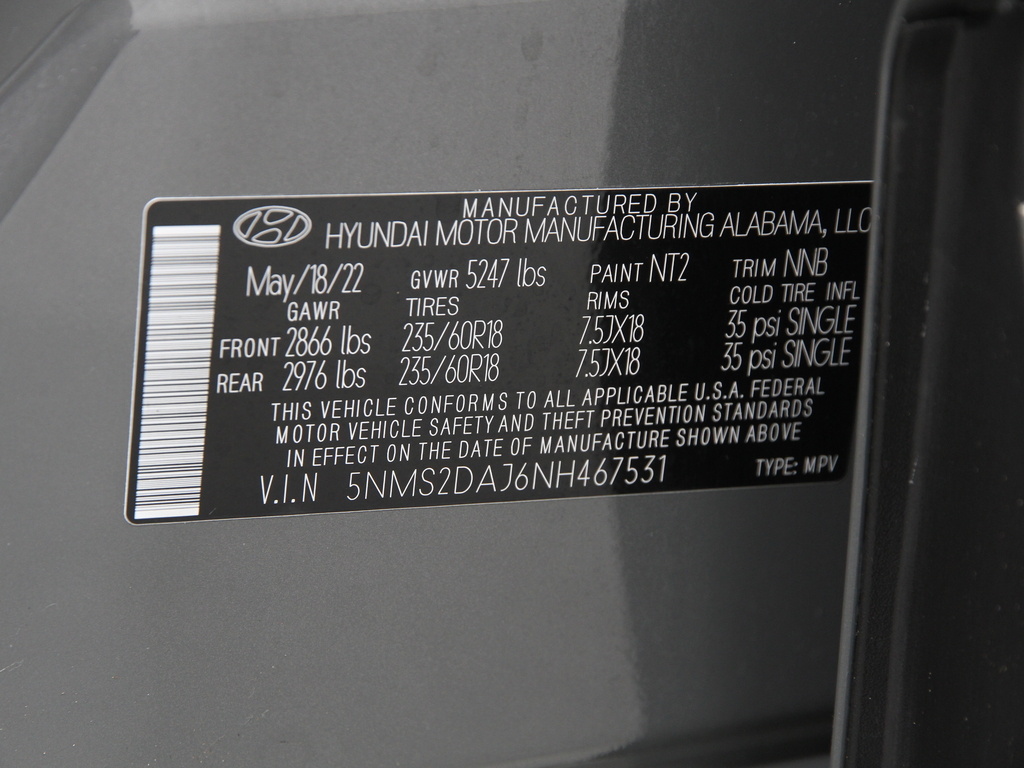 MANUFACTURED BY
HYUNDAI MOTOR MANUFACTURING ALABAMA, LLC
May/18/22 GVWR 5247 lbs PAINT NT2 TRIM NNB
GAWR TIRES RIMS COLD TIRE INFL
FRONT 2866 lbs 235/60R18 7.5JX18 35 psi SINGLE
REAR 2976 lbs 235/60R18 7.5JX18 35 psi SINGLE
THIS VEHICLE CONFORMS TO ALL APPLICABLE U.S.A. FEDERAL
MOTOR VEHICLE SAFETY AND THEFT PREVENTION STANDARDS
IN EFFECT ON THE DATE OF MANUFACTURE SHOWN ABOVE
V.I.N 5NMS2DAJ6NH467531 TYPE: MPV